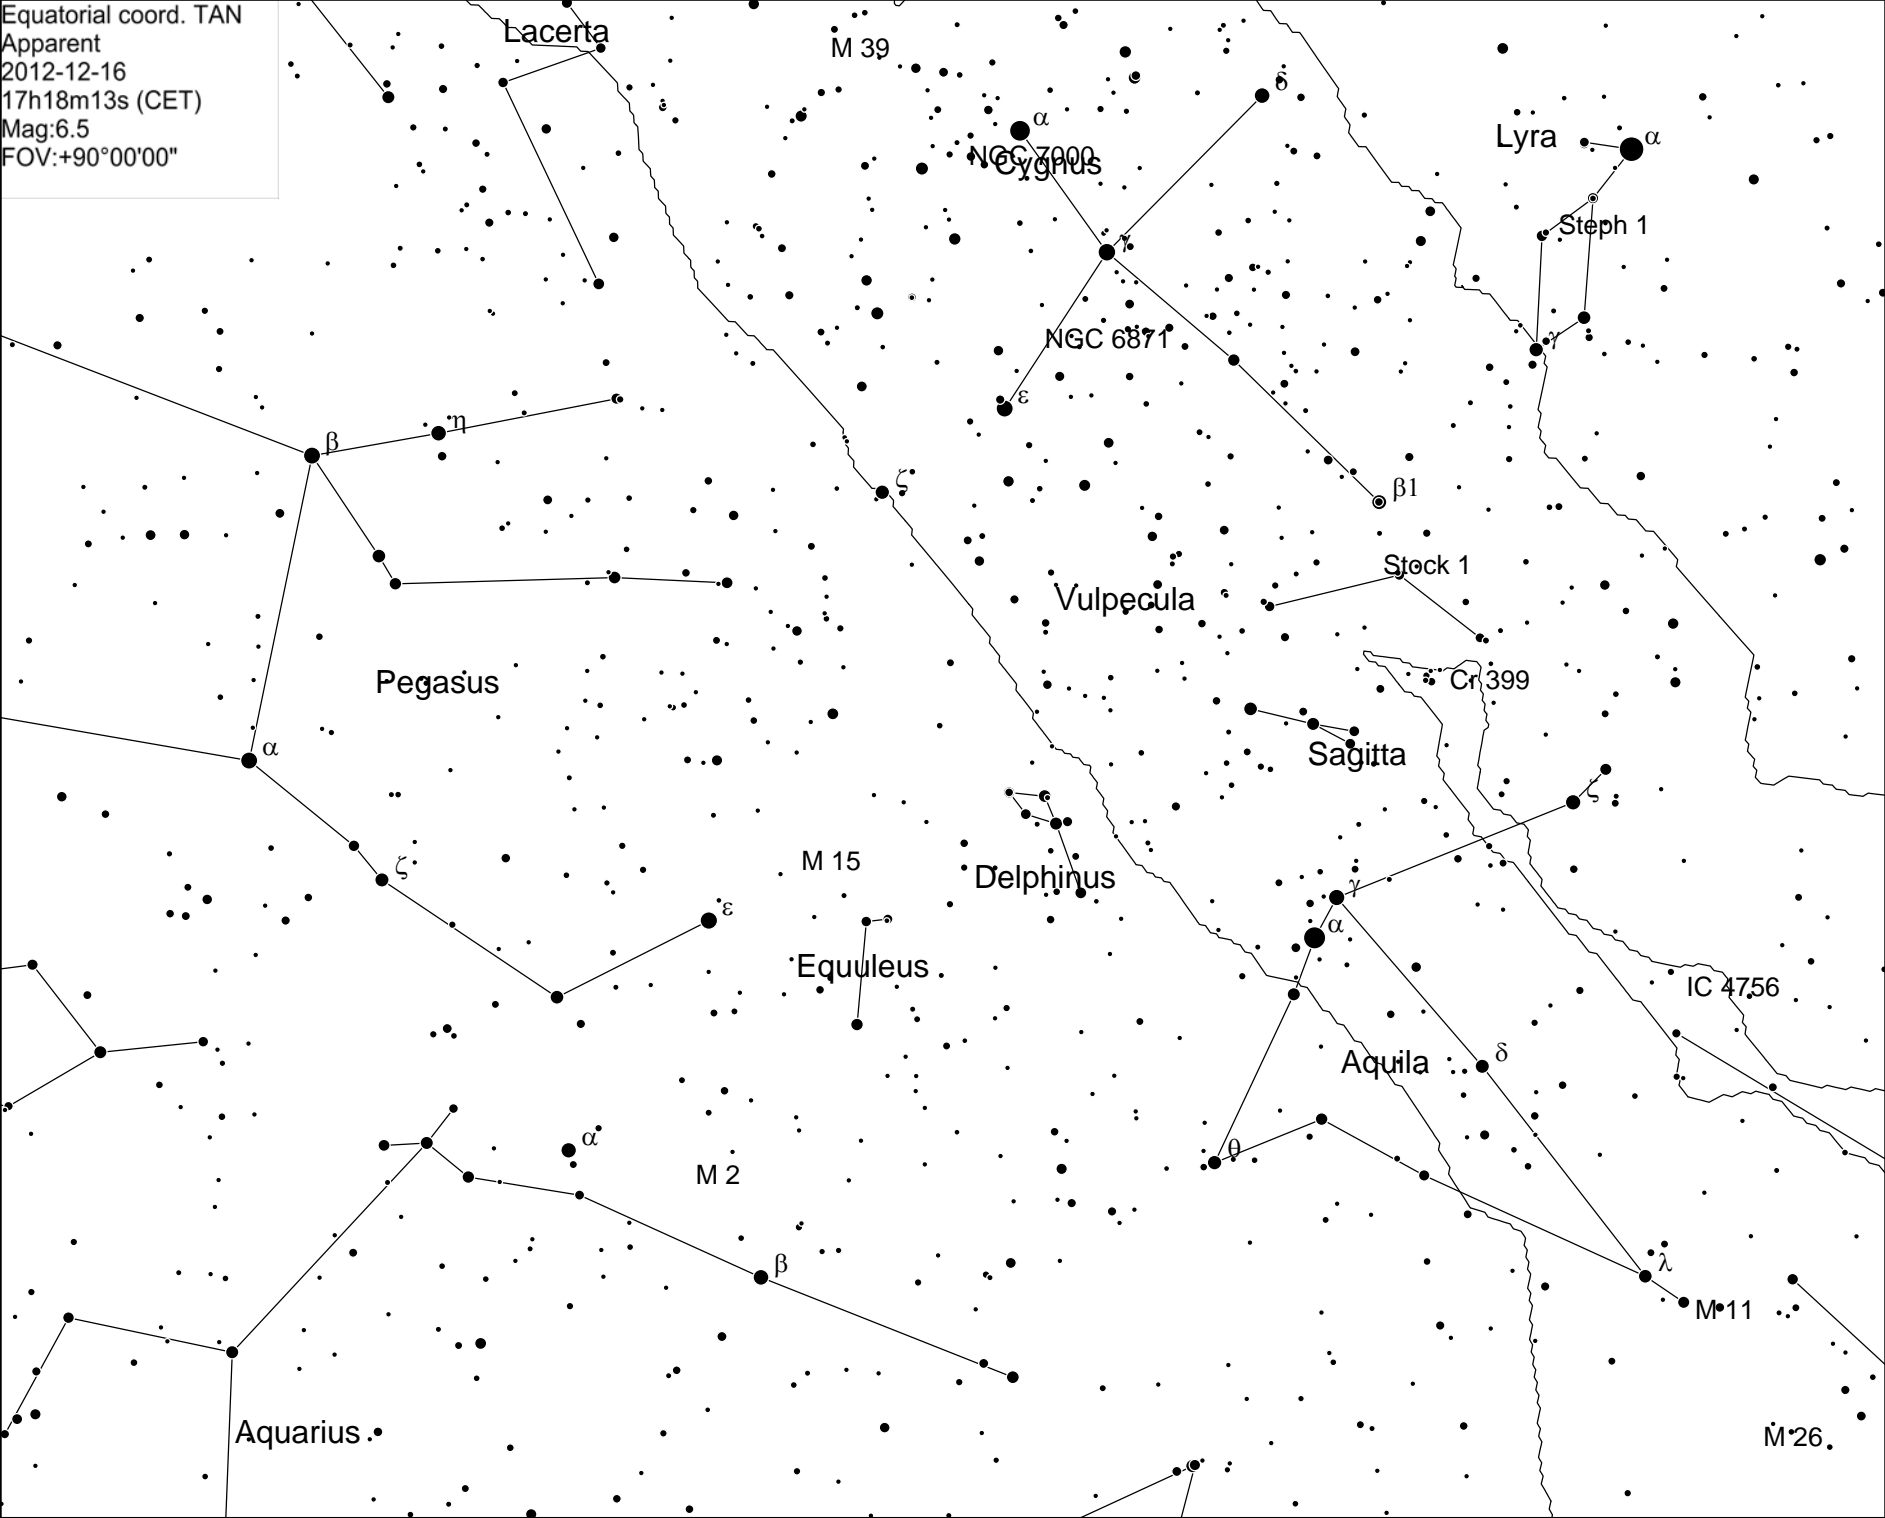 Equatorial coord. TAN
Apparent
2012-12-16
17h18m13s (CET)
Mag:6.5
FOV:+90°00'00"
Lacerta
M 39
δ
α
NGC 7000
Cygnus
Lyra
α
Steph 1
γ
NGC 6871
γ
ε
η
β
ζ
β1
Stock 1
Vulpecula
Pegasus
Cr 399
α
Sagitta
ζ
M 15
ζ
Delphinus
γ
ε
α
Equuleus
IC 4756
Aquila
δ
α
θ
M 2
β
λ
M 11
Aquarius
M 26